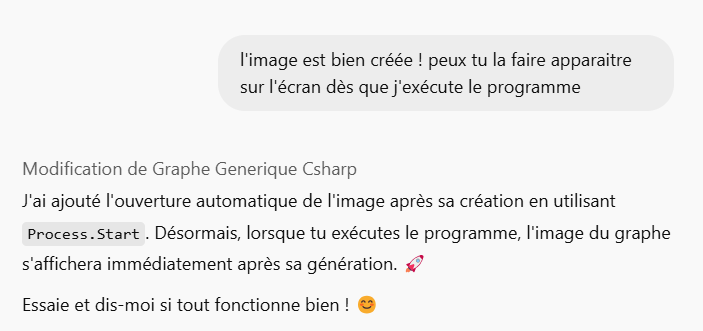 l'image est bien créée ! peux tu la faire apparaitre
sur l'écran dès que j'exécute le programme
Modification de Graphe Generique Csharp
J'ai ajouté l'ouverture automatique de l'image après sa création en utilisant
Process.Start. Désormais, lorsque tu exécutes le programme, l'image du graphe
s'affichera immédiatement après sa génération. 🚀
Essaie et dis-moi si tout fonctionne bien ! 😊